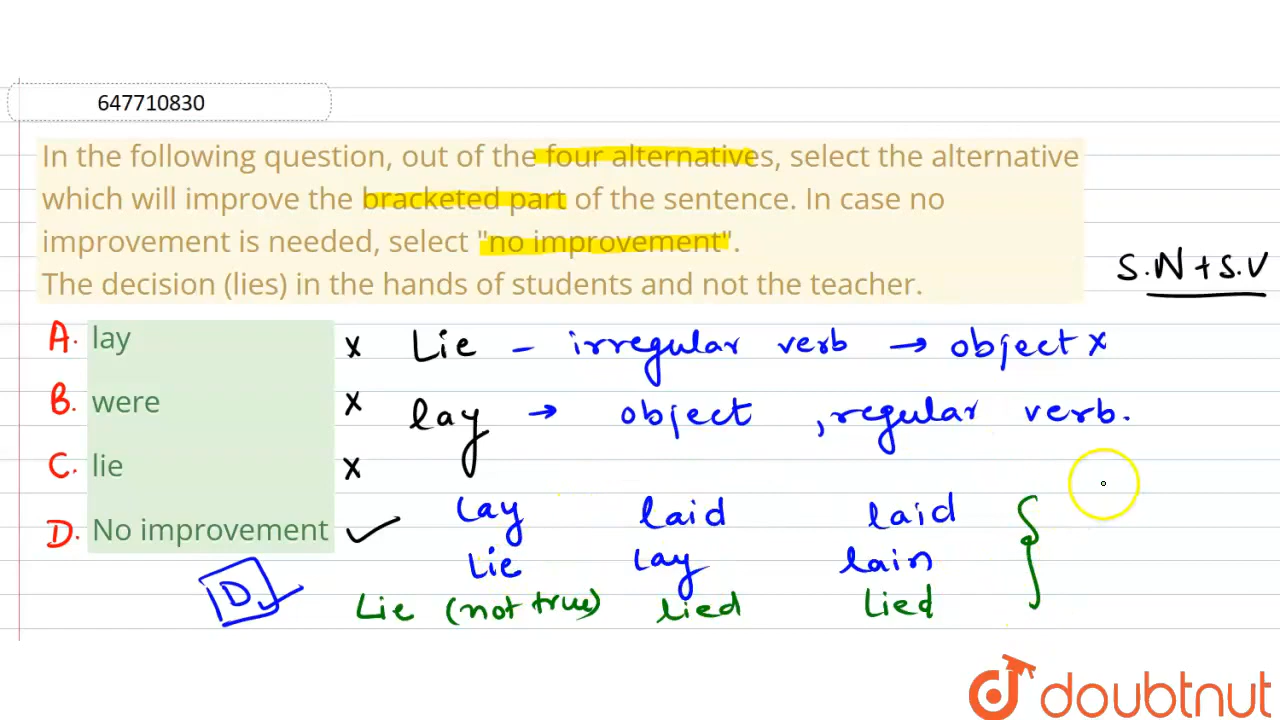 647710830
In the following question, out of the four alternatives, select the alternative
which will improve the bracketed part of the sentence. In case no
improvement is needed, select "no improvement".
The decision (lies) in the hands of students and not the teacher.
S.N + S.V
A. lay x Lie - irregular verb → object x
B. were x lay → object , regular verb.
C. lie x
lay laid laid
D. No improvement ✓
Lie lay lain
D ✓
Lie (not true) lied Lied
doubtnut